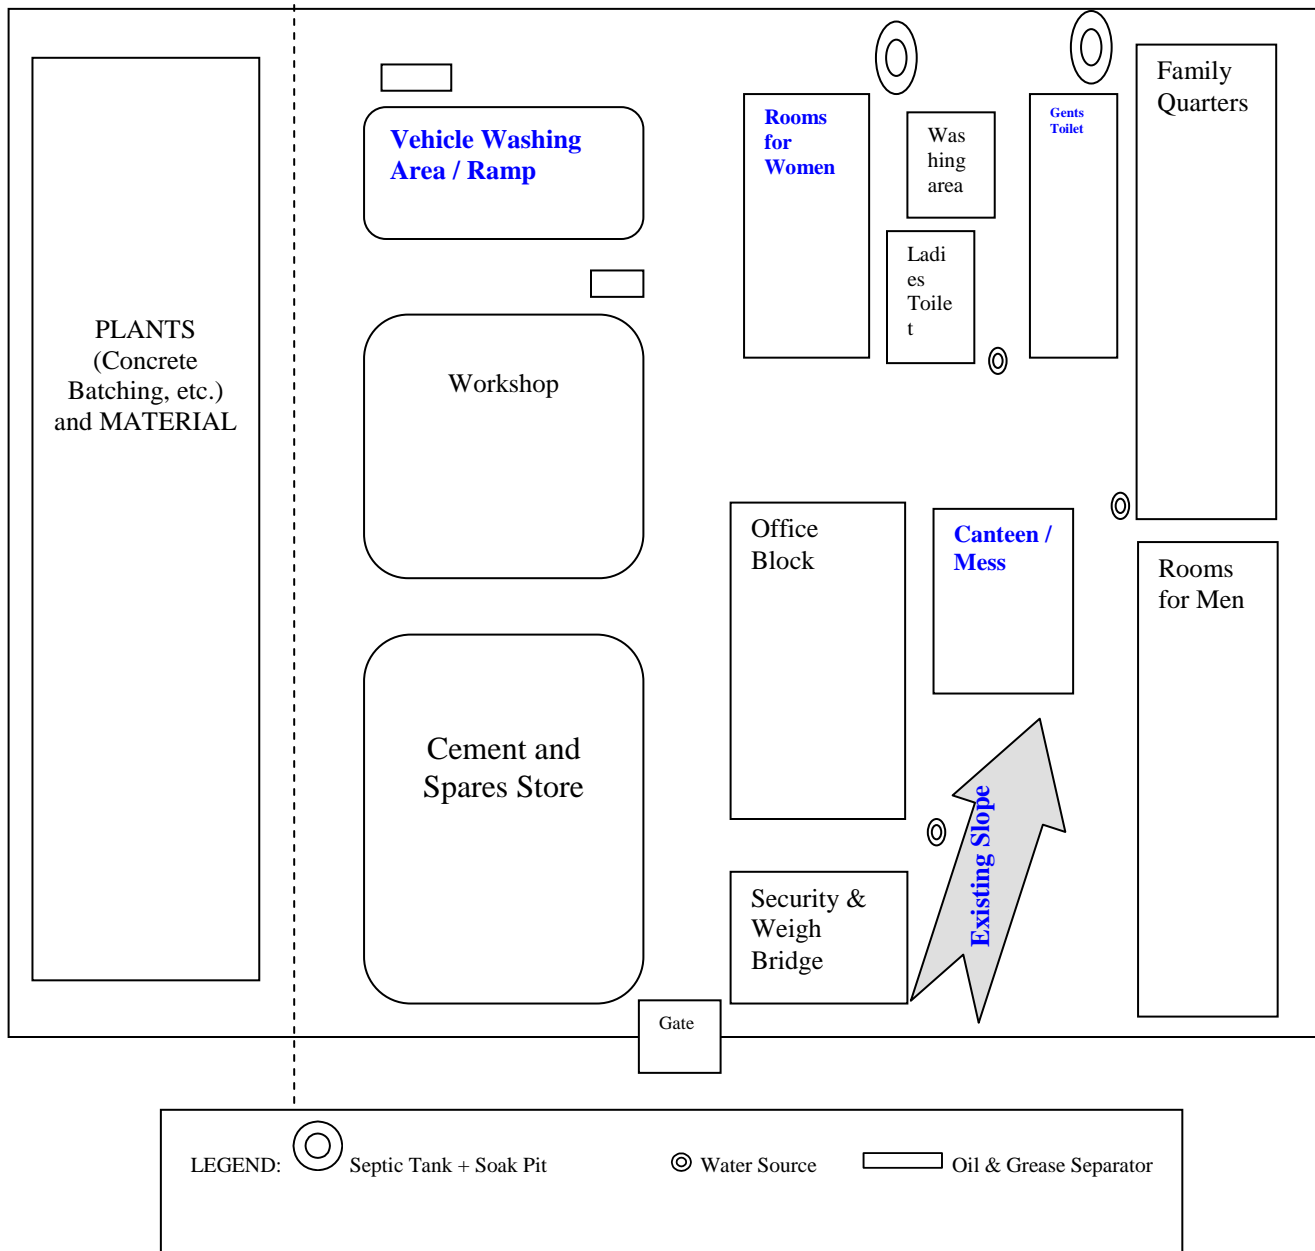 Family
Quarters
Gents
Toilet
Rooms
for
Women
Was
hing
area
Vehicle Washing
Area / Ramp
Ladi
es
Toile
t
PLANTS
(Concrete
Batching, etc.)
and MATERIAL
Workshop
Office
Block
Canteen /
Mess
Rooms
for Men
Cement and
Spares Store
Existing Slope
Security &
Weigh
Bridge
Gate
LEGEND:
Septic Tank + Soak Pit
Water Source
Oil & Grease Separator